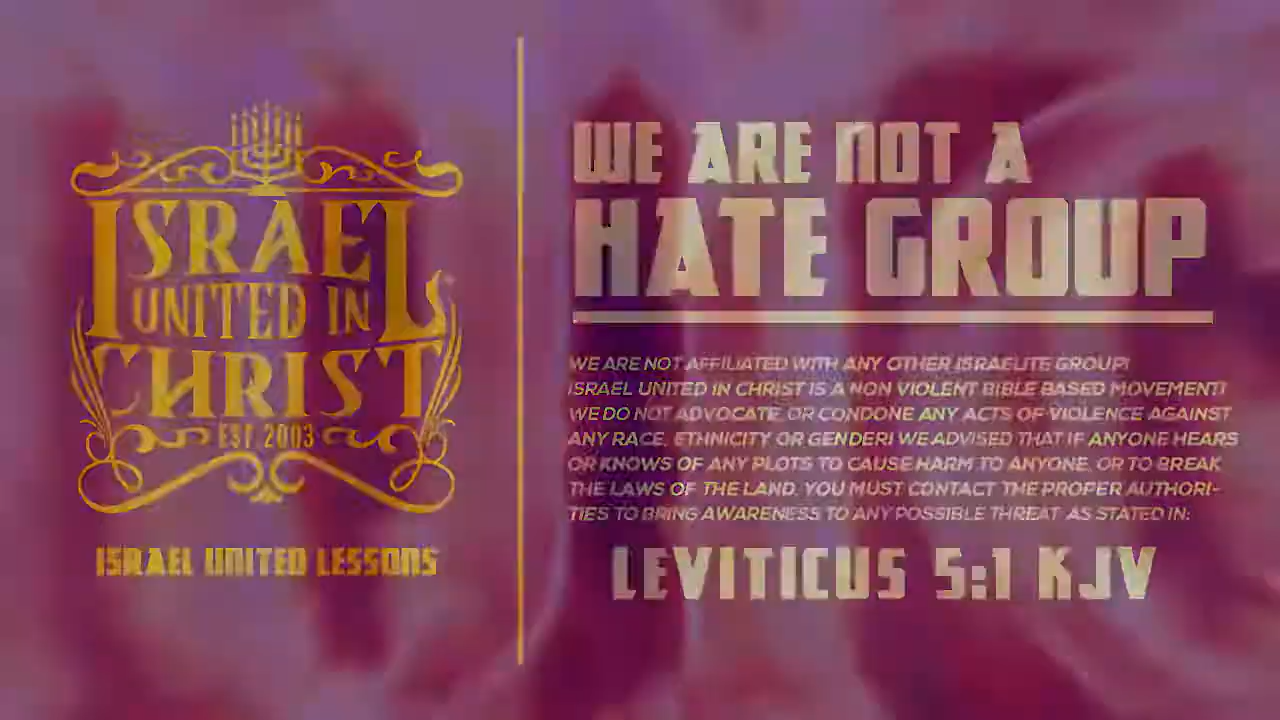 ISRAEL
UNITED IN
CHRIST
EST. 2003
ISRAEL UNITED LESSONS
WE ARE NOT A
HATE GROUP
WE ARE NOT AFFILIATED WITH ANY OTHER ISRAELITE GROUP!
ISRAEL UNITED IN CHRIST IS A NON VIOLENT BIBLE BASED MOVEMENT!
WE DO NOT ADVOCATE, OR CONDONE ANY ACTS OF VIOLENCE AGAINST
ANY RACE, ETHNICITY OR GENDER! WE ADVISED THAT IF ANYONE HEARS
OR KNOWS OF ANY PLOTS TO CAUSE HARM TO ANYONE, OR TO BREAK
THE LAWS OF THE LAND. YOU MUST CONTACT THE PROPER AUTHORI-
TIES TO BRING AWARENESS TO ANY POSSIBLE THREAT AS STATED IN:
LEVITICUS 5:1 KJV